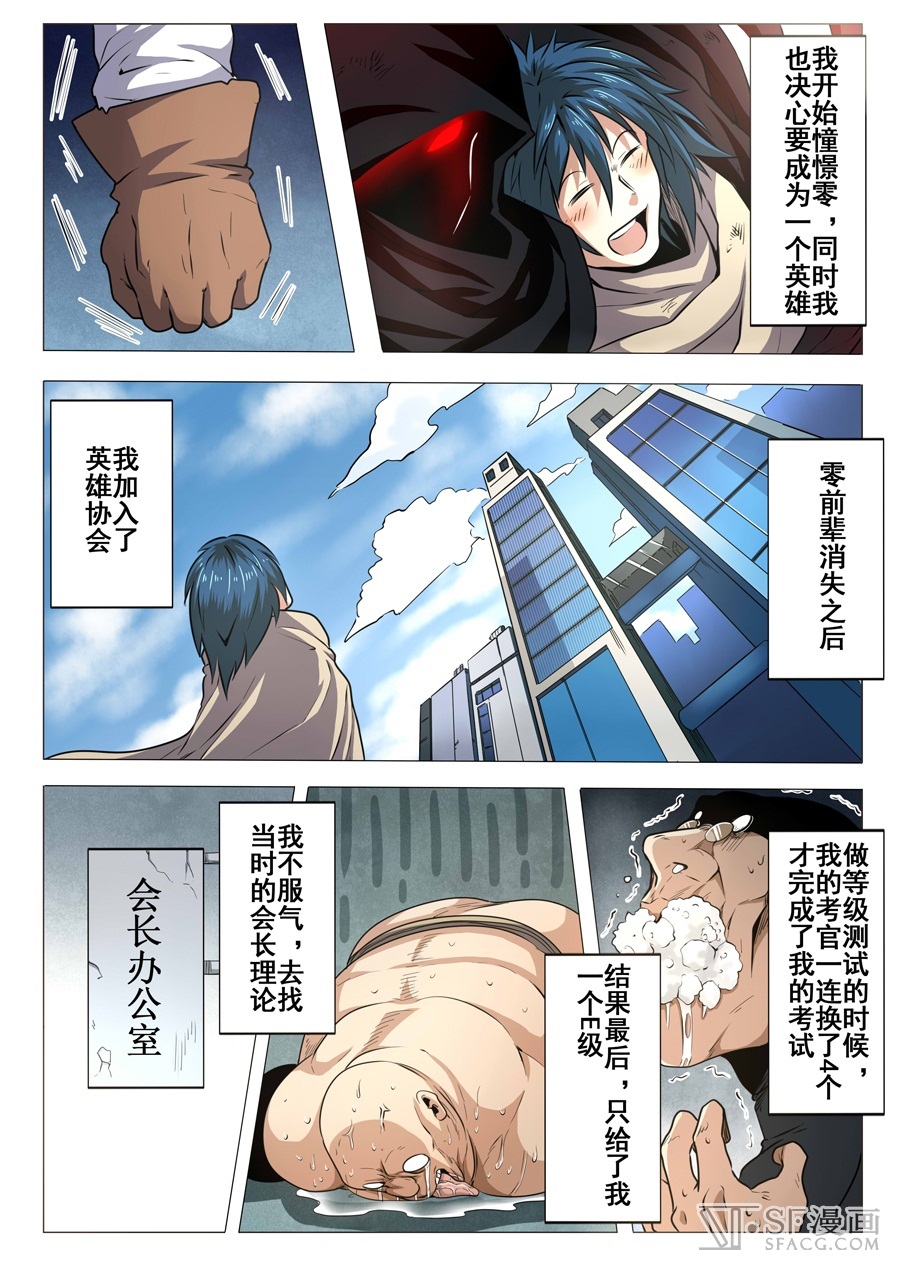 我开始憧憬零，同时我
也决心要成为一个英雄
零前辈消失之后
我加入了
英雄协会
做等级测试的时候，
我的考官一连换了4个
才完成了我的考试
结果最后，只给了我
一个E级
我不服气，去找
当时的会长理论
会长办公室
SF漫画
SFACG.COM